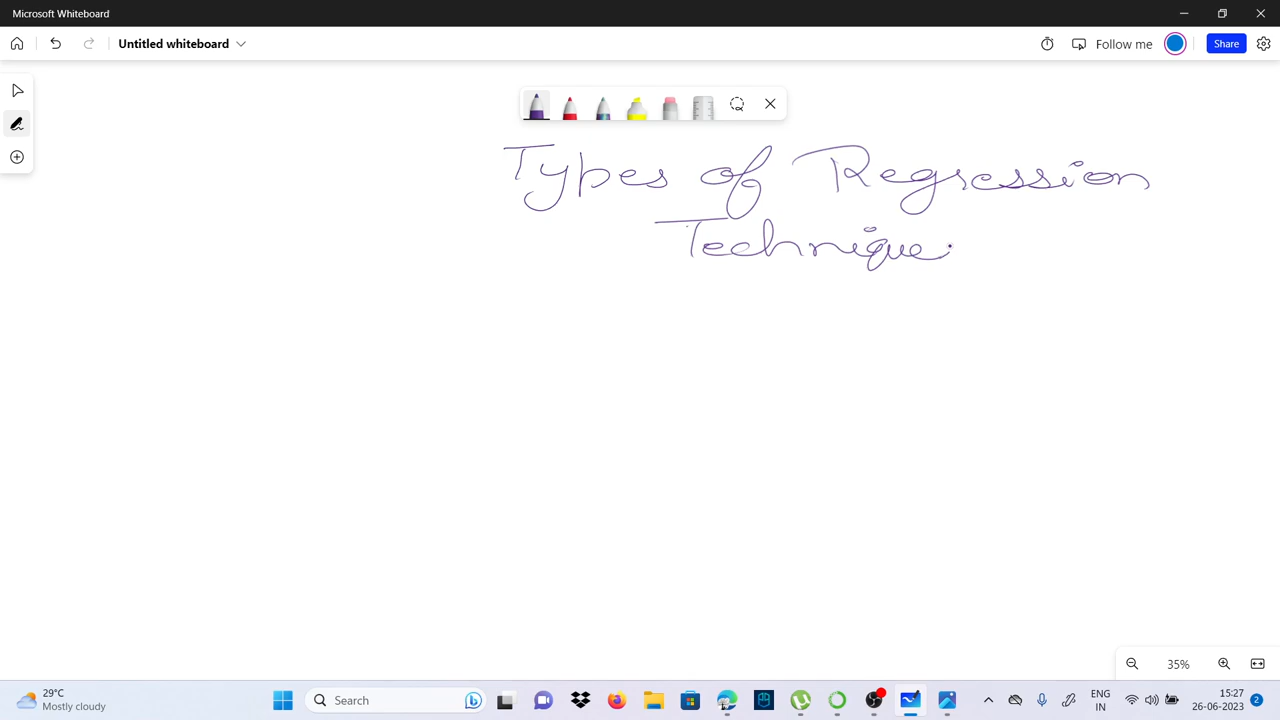 Microsoft Whiteboard
Untitled whiteboard
Follow me
Share
Types of Regression
Technique
35%
29°C
Mostly cloudy
Search
ENG
IN
15:27
26-06-2023
2